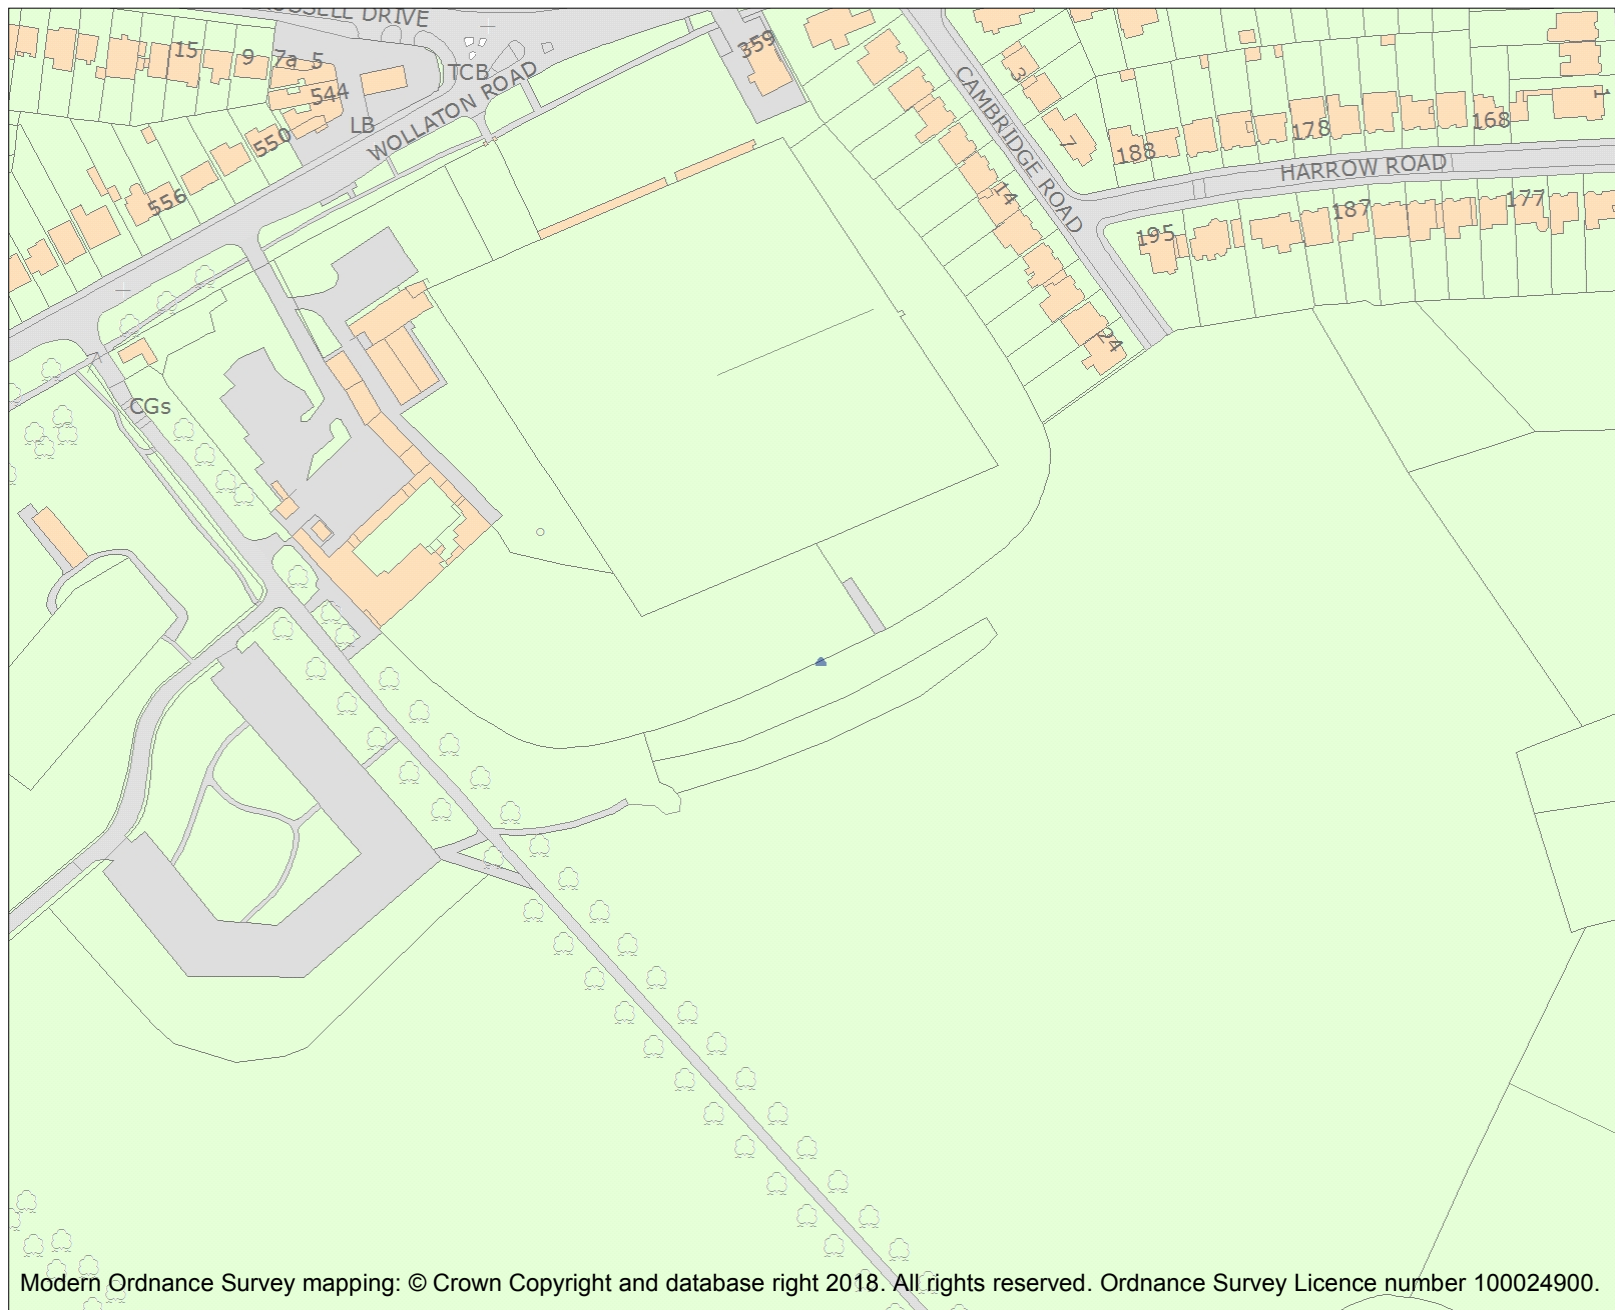 RUSSELL DRIVE
359
15
9
7a
5
TCB
544
LB
WOLLATON ROAD
550
556
CAMBRIDGE ROAD
3
7
188
178
168
1
HARROW ROAD
14
195
187
177
24
CGs
Modern Ordnance Survey mapping: © Crown Copyright and database right 2018. All rights reserved. Ordnance Survey Licence number 100024900.